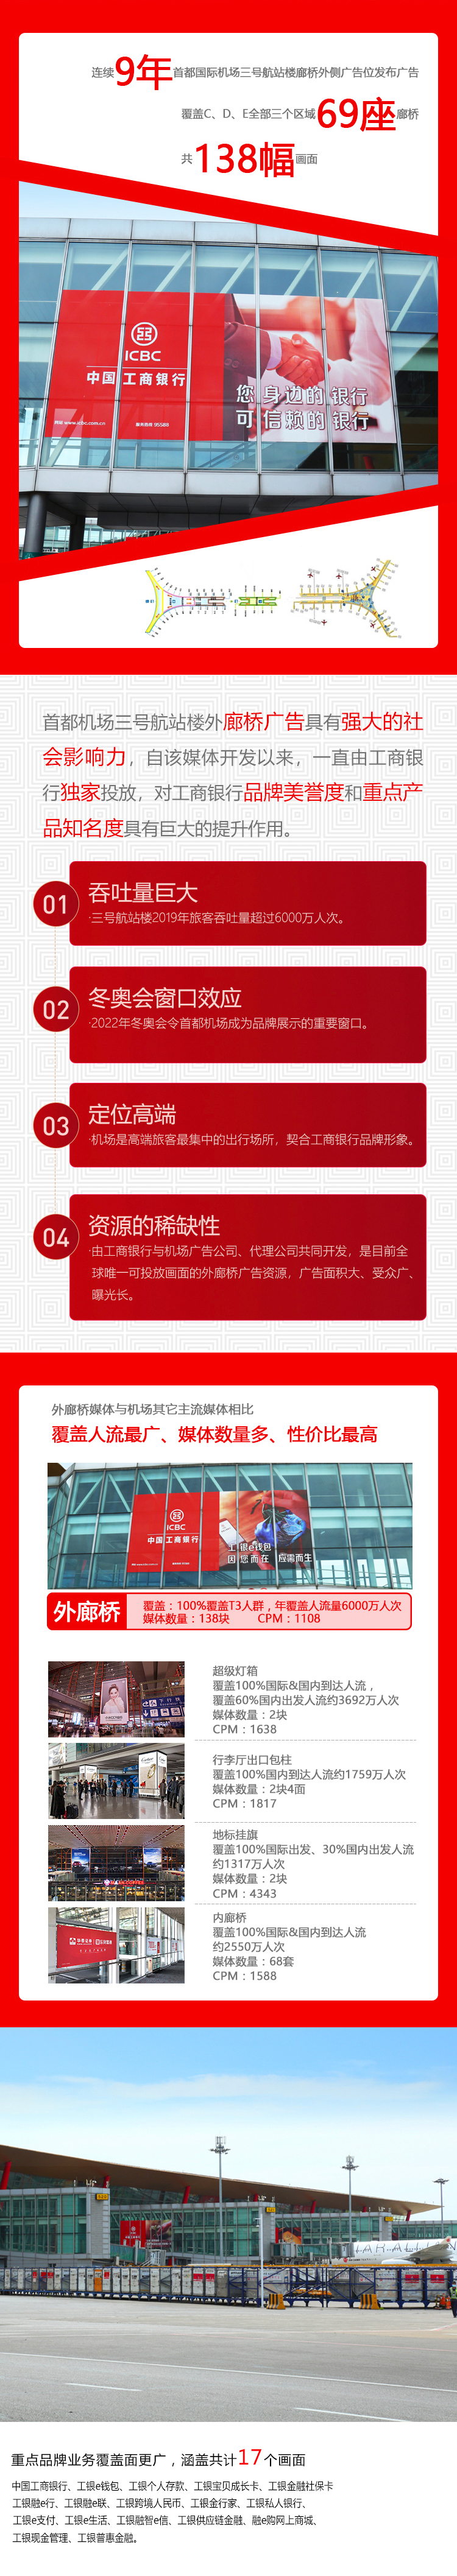 连续9年首都国际机场三号航站楼廊桥外侧广告位发布广告
覆盖C、D、E全部三个区域69座廊桥
共138幅画面
ICBC
中国工商银行
您身边的银行
可信赖的银行
网站:www.icbc.com.cn
服务热线:95588
首都机场三号航站楼外廊桥广告具有强大的社
会影响力，自该媒体开发以来，一直由工商银
行独家投放，对工商银行品牌美誉度和重点产
品知名度具有巨大的提升作用。
01
吞吐量巨大
·三号航站楼2019年旅客吞吐量超过6000万人次。
02
冬奥会窗口效应
·2022年冬奥会令首都机场成为品牌展示的重要窗口。
03
定位高端
·机场是高端旅客最集中的出行场所，契合工商银行品牌形象。
04
资源的稀缺性
·由工商银行与机场广告公司、代理公司共同开发，是目前全
球唯一可投放画面的外廊桥广告资源，广告面积大、受众广、
曝光长。
外廊桥媒体与机场其它主流媒体相比
覆盖人流最广、媒体数量多、性价比最高
ICBC
中国工商银行
工银e钱包
因您而在 应需而生
外廊桥
覆盖：100%覆盖T3人群，年覆盖人流量6000万人次
媒体数量：138块 CPM：1108
超级灯箱
覆盖100%国际&国内到达人流，
覆盖60%国内出发人流约3692万人次
媒体数量：2块
CPM：1638
行李厅出口包柱
覆盖100%国内到达人流约1759万人次
媒体数量：2块4面
CPM：1817
地标挂旗
覆盖100%国际出发、30%国内出发人流
约1317万人次
媒体数量：2块
CPM：4343
内廊桥
覆盖100%国际&国内到达人流
约2550万人次
媒体数量：68套
CPM：1588
重点品牌业务覆盖面更广，涵盖共计17个画面
中国工商银行、工银e钱包、工银个人存款、工银宝贝成长卡、工银金融社保卡
工银融e行、工银融e联、工银跨境人民币、工银金行家、工银私人银行、
工银e支付、工银e生活、工银融智e信、工银供应链金融、融e购网上商城、
工银现金管理、工银普惠金融。